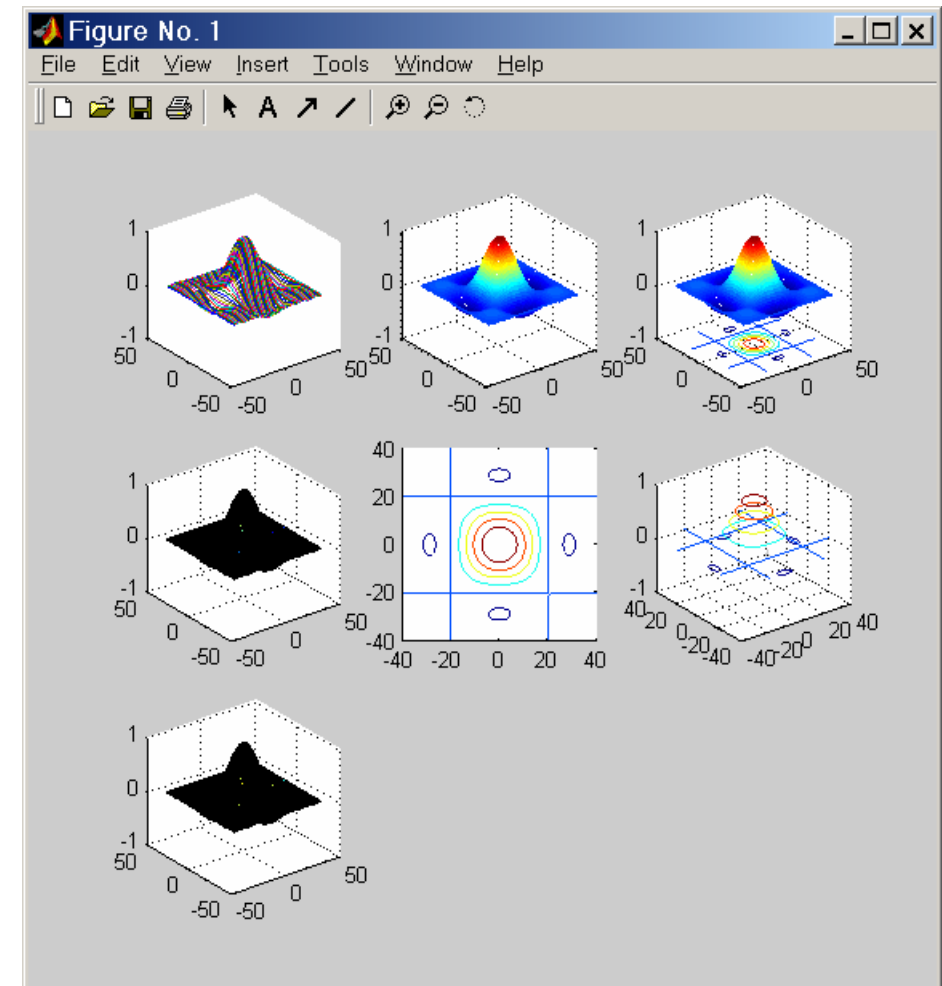 Figure No. 1
File Edit View Insert Tools Window Help
A
1 1 1
0 0 0
-1 -1 -1
50 50 50
0 0 0 0 0 0
50 50 50
-50 -50 -50 -50 -50 -50
1 40 1
0 20 0
-1 0 -1
50 -20 40
0 -40 20
-50 -50 0 50 -40 -20 0 20 40 0 -20 -40 -40 -20 0 20 40
1
0
-1
50
0 0 50
-50 -50